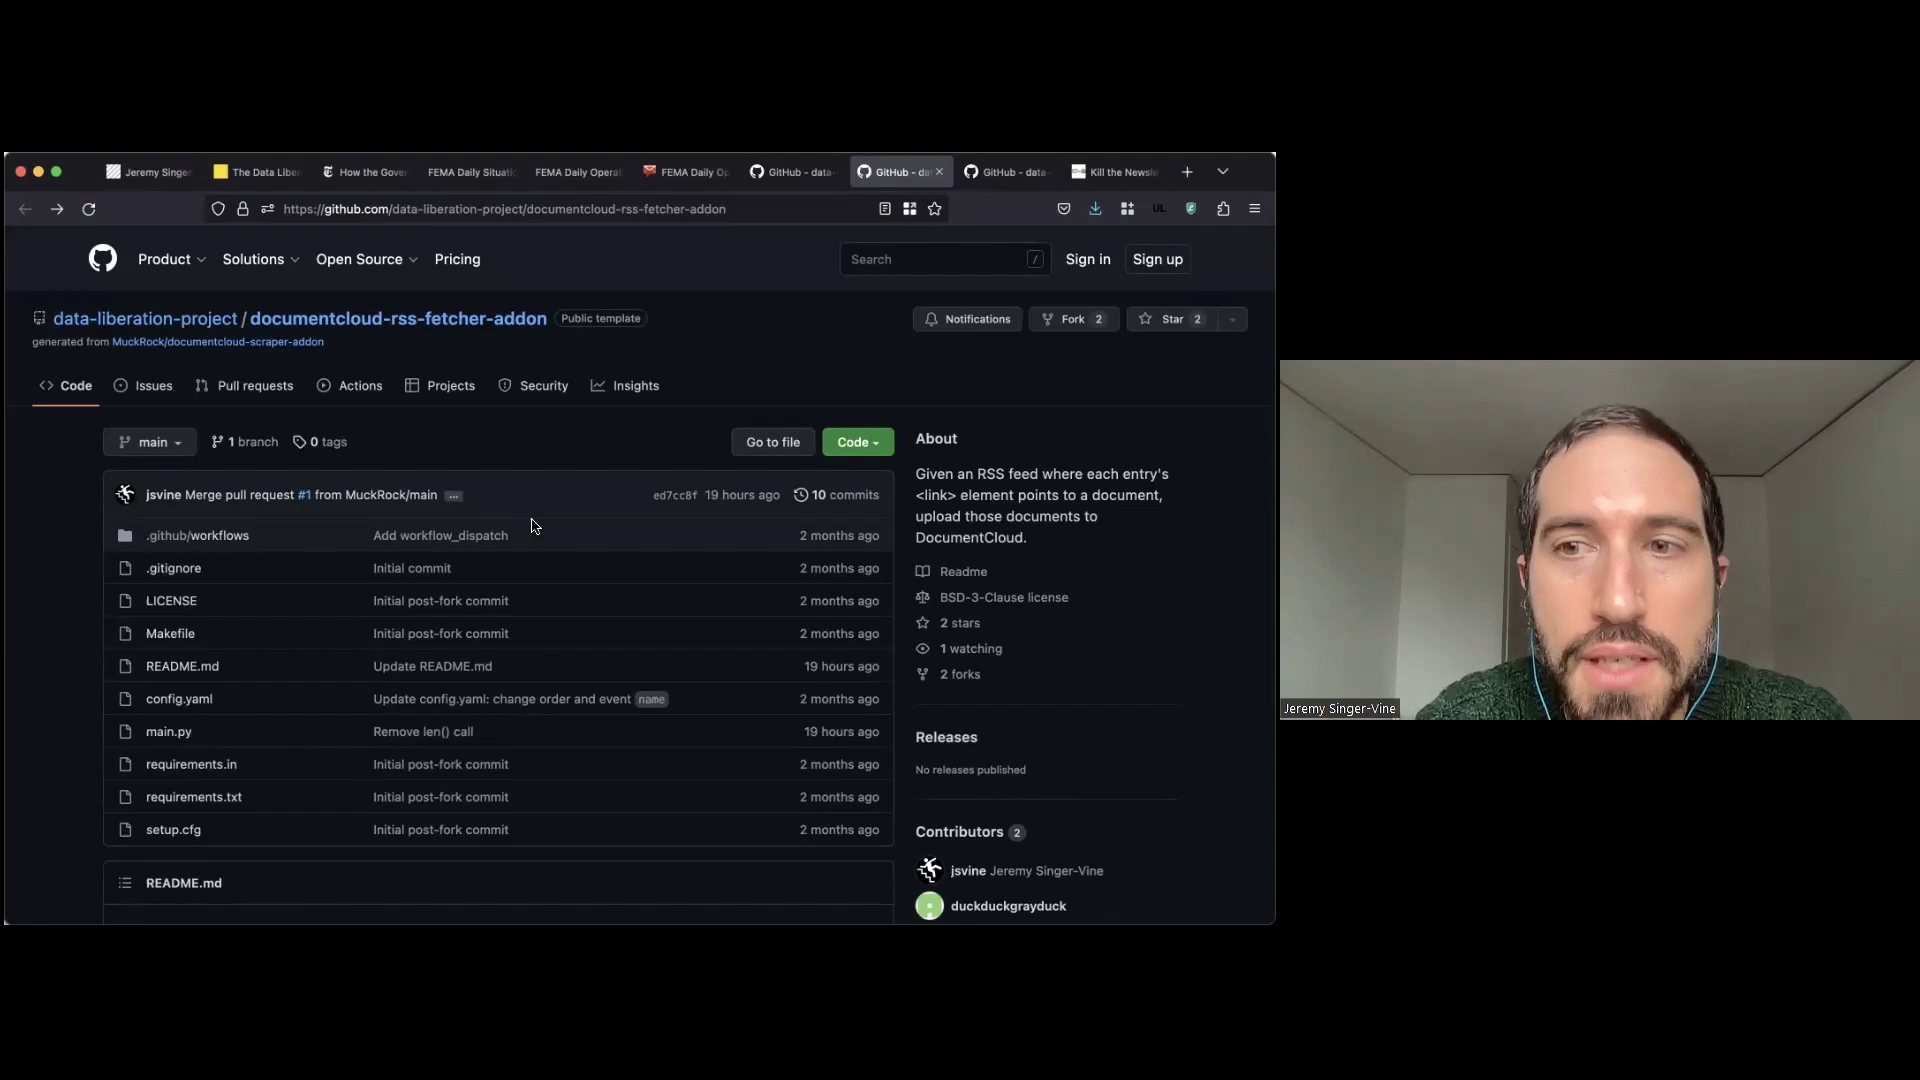 Jeremy Singer
The Data Liber
How the Gover
FEMA Daily Situati
FEMA Daily Operat
FEMA Daily Op
GitHub - data-
GitHub - dat
GitHub - data-
Kill the Newsle
https://github.com/data-liberation-project/documentcloud-rss-fetcher-addon
UL
Product
Solutions
Open Source
Pricing
Search
/
Sign in
Sign up
data-liberation-project / documentcloud-rss-fetcher-addon
Public template
Notifications
Fork 2
Star 2
generated from MuckRock/documentcloud-scraper-addon
<> Code
Issues
Pull requests
Actions
Projects
Security
Insights
main
1 branch
0 tags
Go to file
Code
jsvine Merge pull request #1 from MuckRock/main ...
ed7cc8f 19 hours ago
10 commits
.github/workflows Add workflow_dispatch 2 months ago
.gitignore Initial commit 2 months ago
LICENSE Initial post-fork commit 2 months ago
Makefile Initial post-fork commit 2 months ago
README.md Update README.md 19 hours ago
config.yaml Update config.yaml: change order and event name 2 months ago
main.py Remove len() call 19 hours ago
requirements.in Initial post-fork commit 2 months ago
requirements.txt Initial post-fork commit 2 months ago
setup.cfg Initial post-fork commit 2 months ago
README.md
About
Given an RSS feed where each entry's
<link> element points to a document,
upload those documents to
DocumentCloud.
Readme
BSD-3-Clause license
2 stars
1 watching
2 forks
Releases
No releases published
Contributors 2
jsvine Jeremy Singer-Vine
duckduckgrayduck
Jeremy Singer-Vine